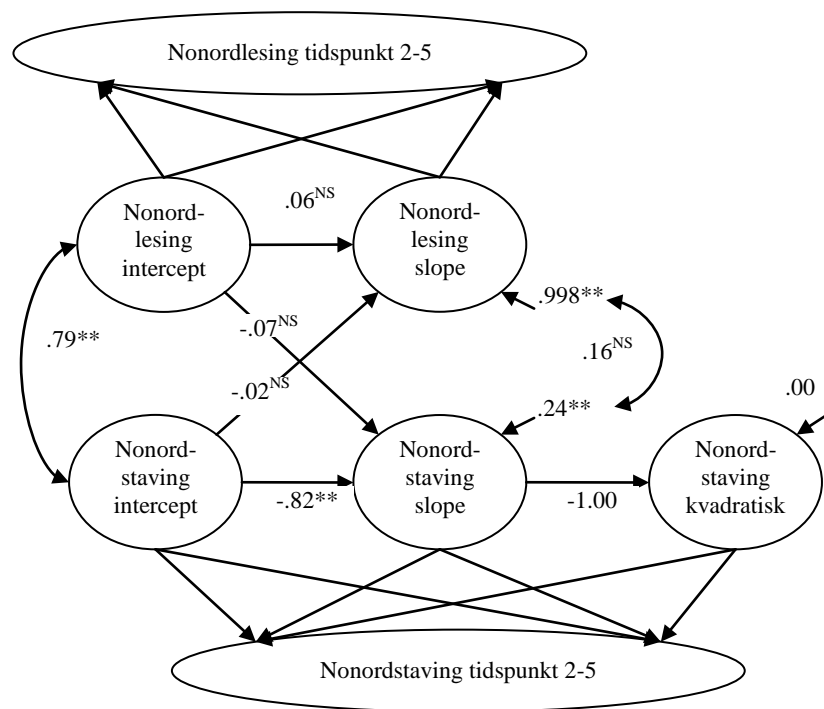 Nonordlesing tidspunkt 2-5
Nonord-
lesing
intercept
.06NS
Nonord-
lesing
slope
.79**
-.07NS
-.02NS
.998**
.16NS
.24**
.00
Nonord-
staving
intercept
-.82**
Nonord-
staving
slope
-1.00
Nonord-
staving
kvadratisk
Nonordstaving tidspunkt 2-5